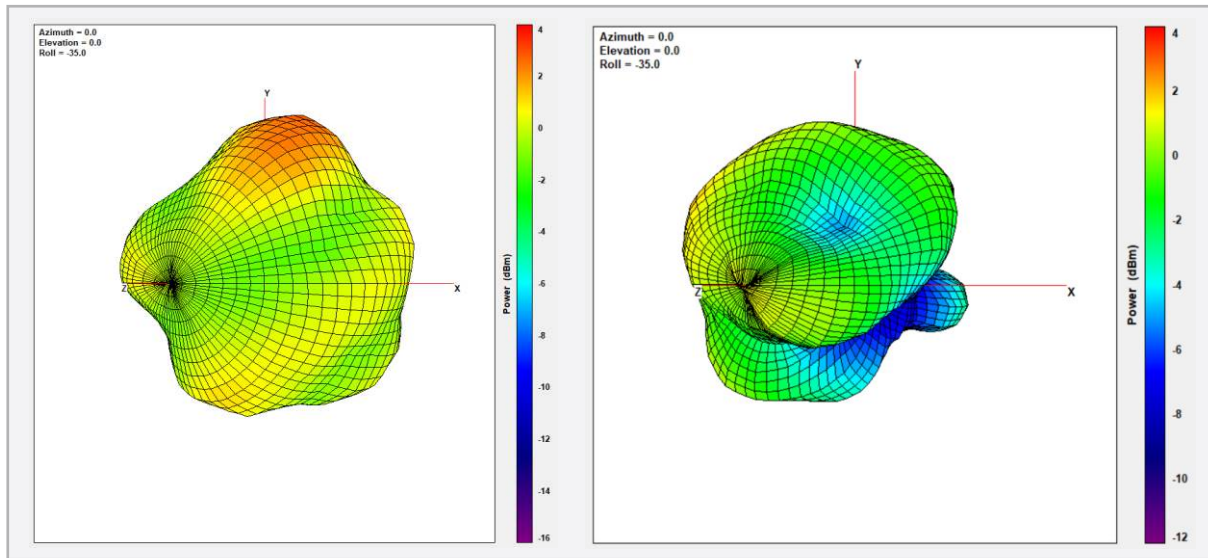 Azimuth = 0.0
Elevation = 0.0
Roll = -35.0
Y
Z
X
4
2
0
-2
-4
-6
-8
-10
-12
-14
-16
Power (dBm)
Azimuth = 0.0
Elevation = 0.0
Roll = -35.0
Y
Z
X
4
2
0
-2
-4
-6
-8
-10
-12
Power (dBm)